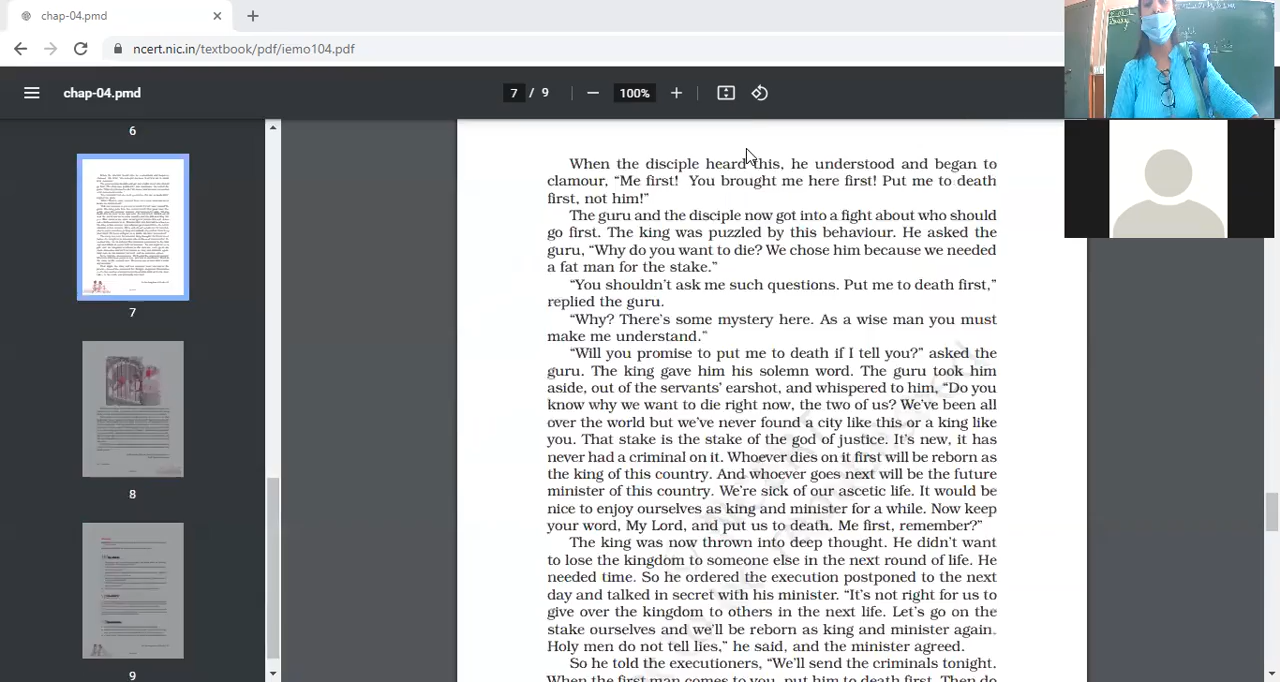 chap-04.pmd
ncert.nic.in/textbook/pdf/iemo104.pdf
chap-04.pmd
7 / 9
100%
6
7
8
9
When the disciple heard this, he understood and began to
clamour, “Me first! You brought me here first! Put me to death
first, not him!”
The guru and the disciple now got into a fight about who should
go first. The king was puzzled by this behaviour. He asked the
guru, “Why do you want to die? We chose him because we needed
a fat man for the stake.”
“You shouldn’t ask me such questions. Put me to death first,”
replied the guru.
“Why? There’s some mystery here. As a wise man you must
make me understand.”
“Will you promise to put me to death if I tell you?” asked the
guru. The king gave him his solemn word. The guru took him
aside, out of the servants’ earshot, and whispered to him, “Do you
know why we want to die right now, the two of us? We’ve been all
over the world but we’ve never found a city like this or a king like
you. That stake is the stake of the god of justice. It’s new, it has
never had a criminal on it. Whoever dies on it first will be reborn as
the king of this country. And whoever goes next will be the future
minister of this country. We’re sick of our ascetic life. It would be
nice to enjoy ourselves as king and minister for a while. Now keep
your word, My Lord, and put us to death. Me first, remember?”
The king was now thrown into deep thought. He didn’t want
to lose the kingdom to someone else in the next round of life. He
needed time. So he ordered the execution postponed to the next
day and talked in secret with his minister. “It’s not right for us to
give over the kingdom to others in the next life. Let’s go on the
stake ourselves and we’ll be reborn as king and minister again.
Holy men do not tell lies,” he said, and the minister agreed.
So he told the executioners, “We’ll send the criminals tonight.
When the first man comes to you, put him to death first. Then do